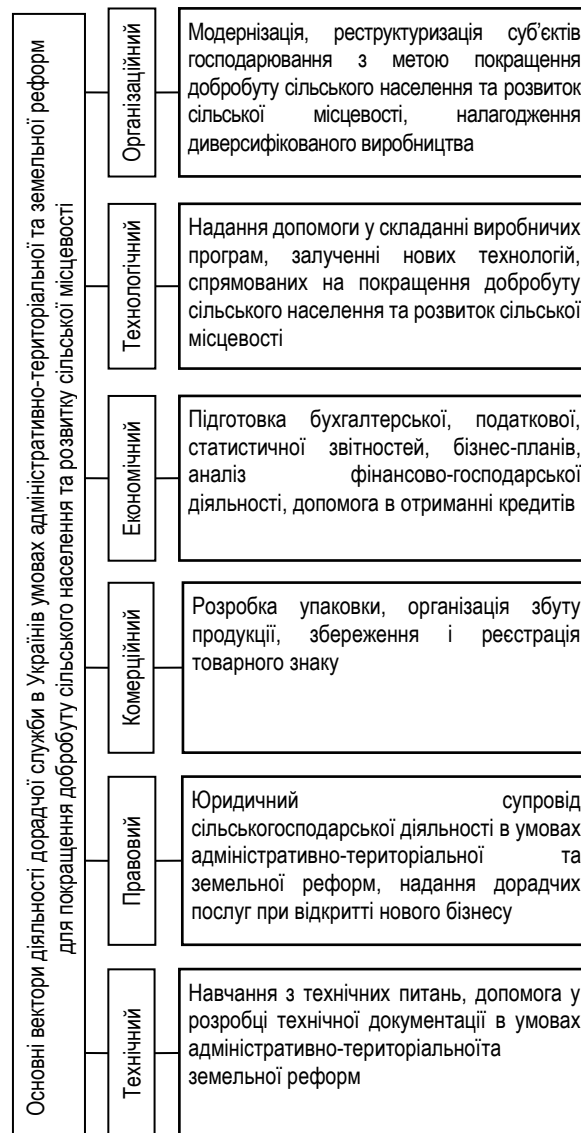 Основні вектори діяльності дорадчої служби в Українів умовах адміністративно-територіальної та земельної реформ
для покращення добробуту сільського населення та розвитку сільської місцевості
Організаційний
Модернізація, реструктуризація суб’єктів
господарювання з метою покращення
добробуту сільського населення та розвиток
сільської місцевості, налагодження
диверсифікованого виробництва
Технологічний
Надання допомоги у складанні виробничих
програм, залученні нових технологій,
спрямованих на покращення добробуту
сільського населення та розвиток сільської
місцевості
Економічний
Підготовка бухгалтерської, податкової,
статистичної звітностей, бізнес-планів,
аналіз фінансово-господарської
діяльності, допомога в отриманні кредитів
Комерційний
Розробка упаковки, організація збуту
продукції, збереження і реєстрація
товарного знаку
Правовий
Юридичний супровід
сільськогосподарської діяльності в умовах
адміністративно-територіальної та
земельної реформ, надання дорадчих
послуг при відкритті нового бізнесу
Технічний
Навчання з технічних питань, допомога у
розробці технічної документації в умовах
адміністративно-територіальноїта
земельної реформ